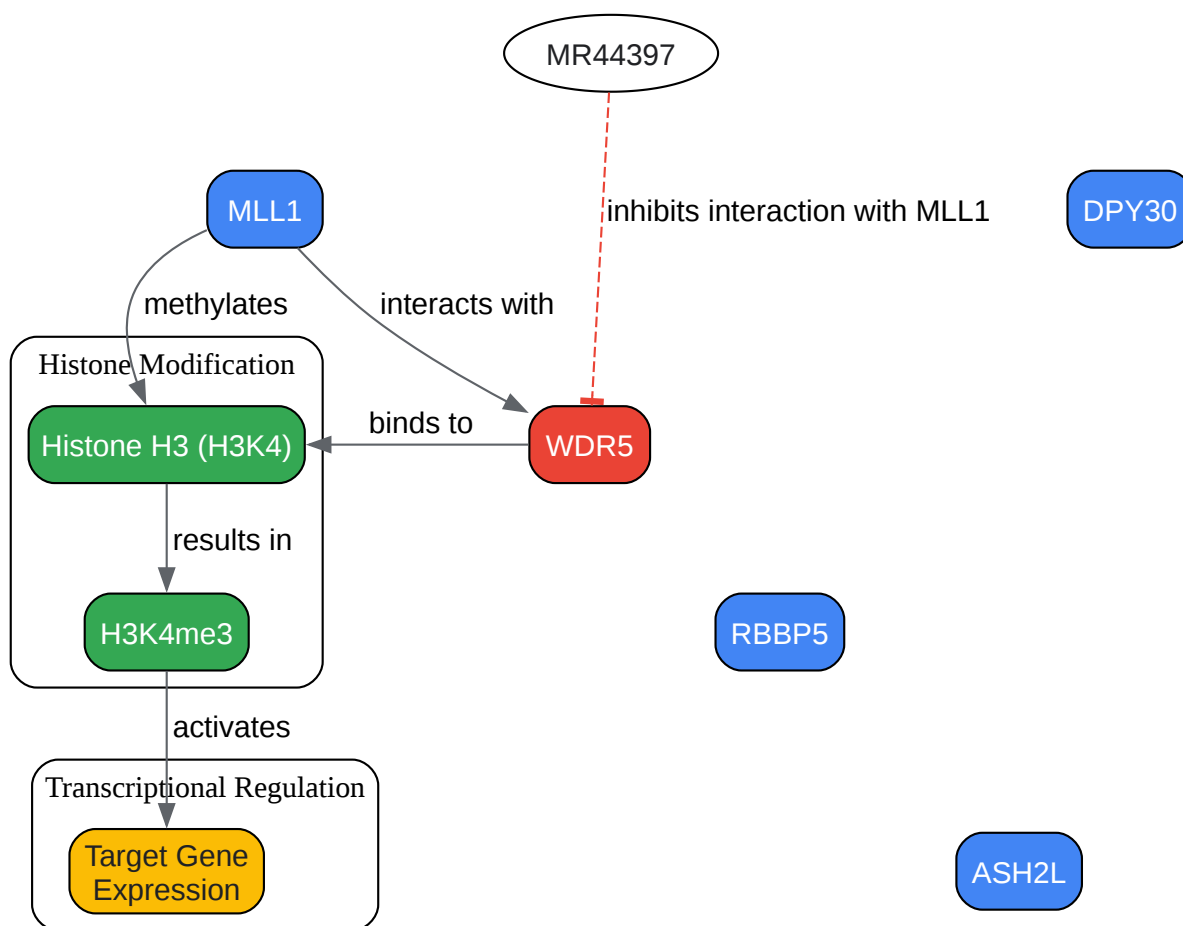 MR44397
MLL1
inhibits interaction with MLL1
DPY30
methylates
interacts with
Histone Modification
Histone H3 (H3K4)
binds to
WDR5
results in
H3K4me3
RBBP5
activates
Transcriptional Regulation
Target Gene
Expression
ASH2L